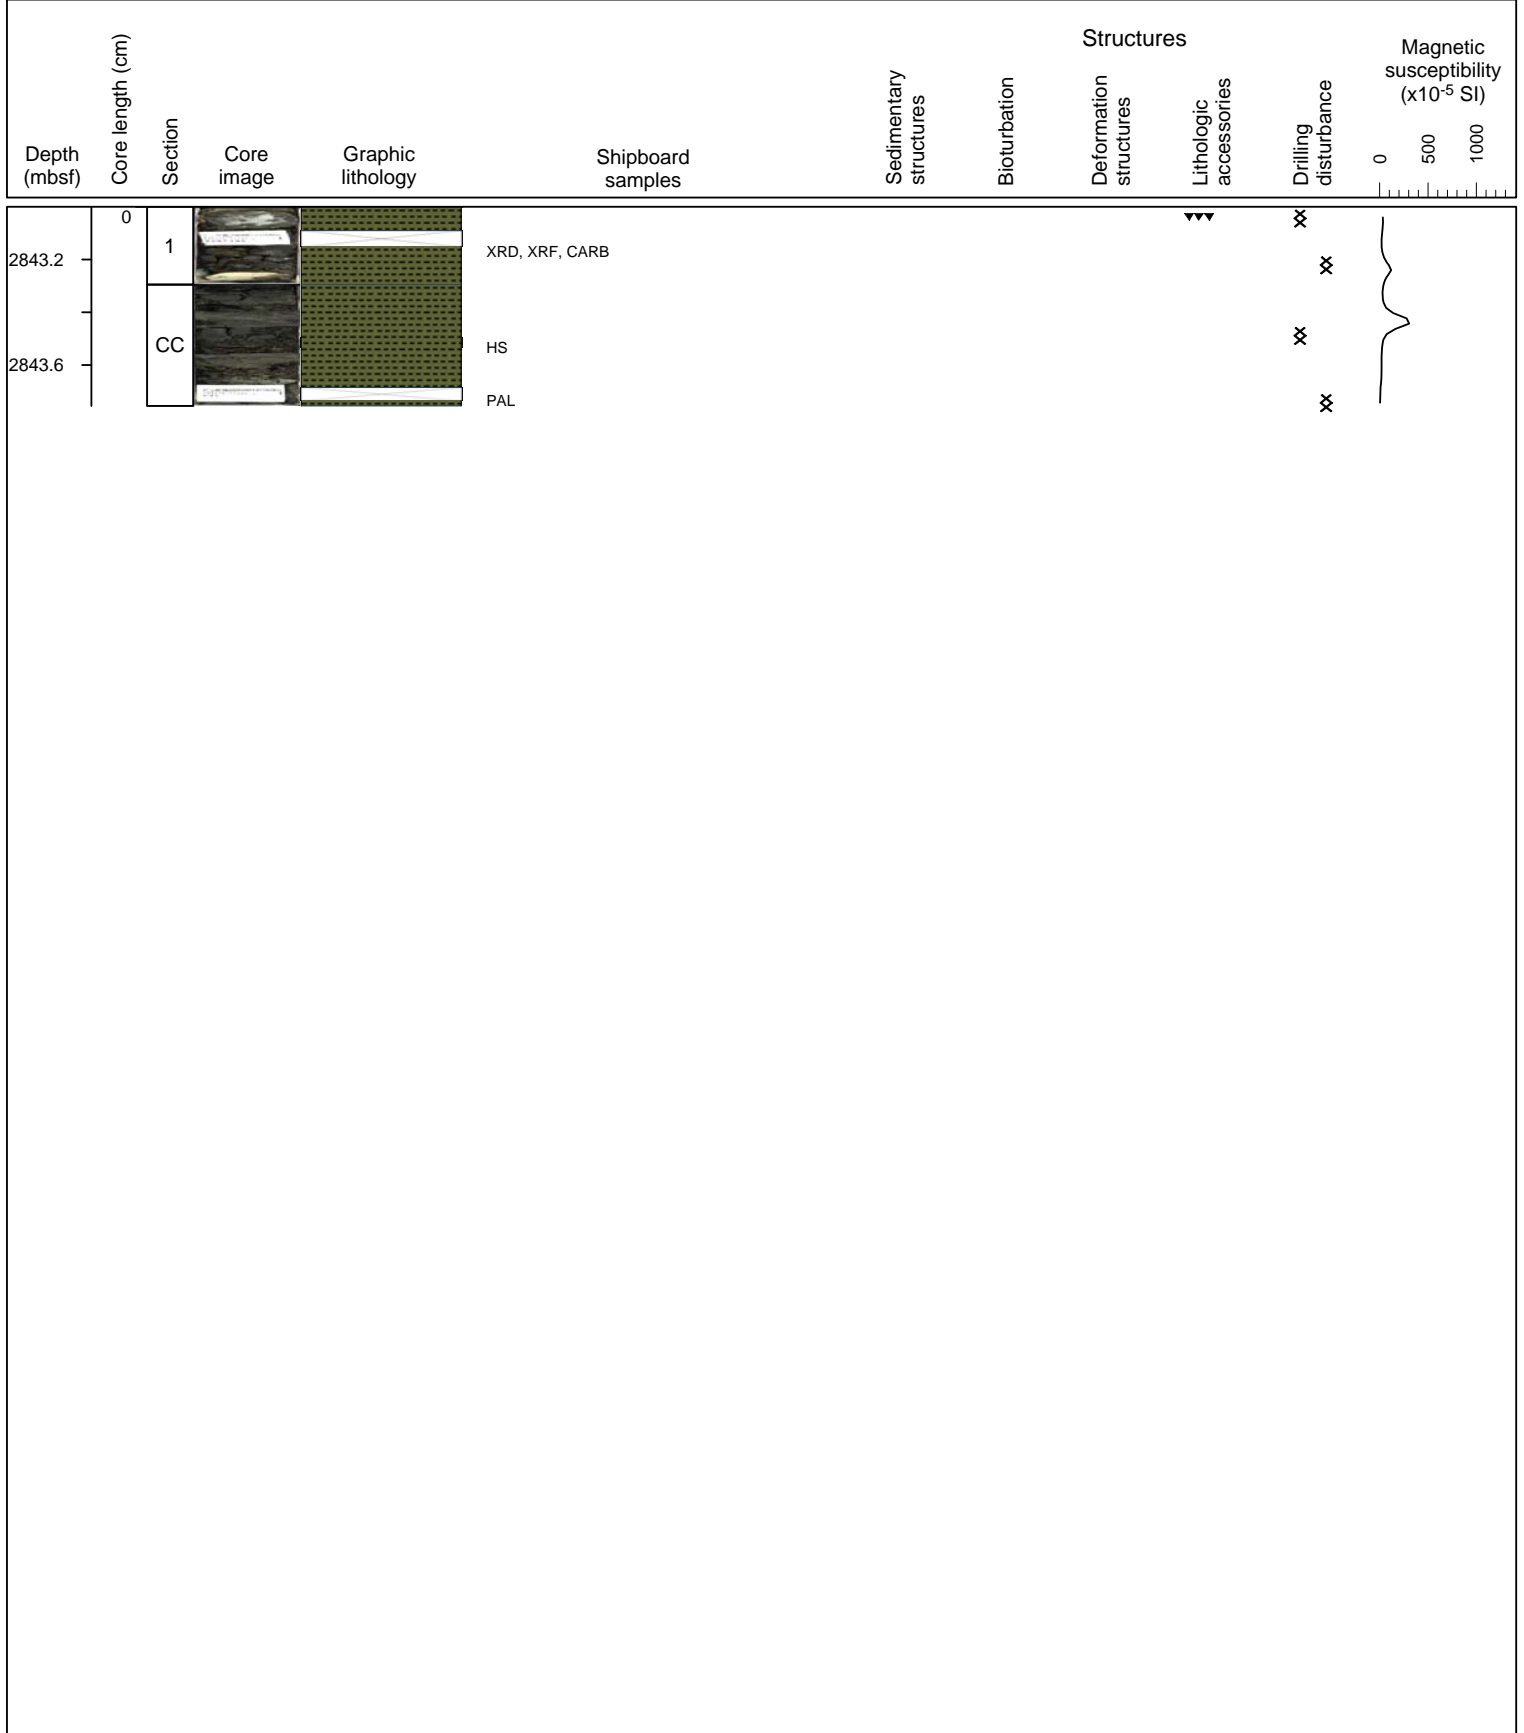 Structures
Depth
(mbsf)
Core length (cm)
Section
Core
image
Graphic
lithology
Shipboard
samples
Sedimentary
structures
Bioturbation
Deformation
structures
Lithologic
accessories
Drilling
disturbance
Magnetic
susceptibility
(x10-5 SI)
0
500
1000
0
1
XRD, XRF, CARB
2843.2
CC
HS
2843.6
PAL